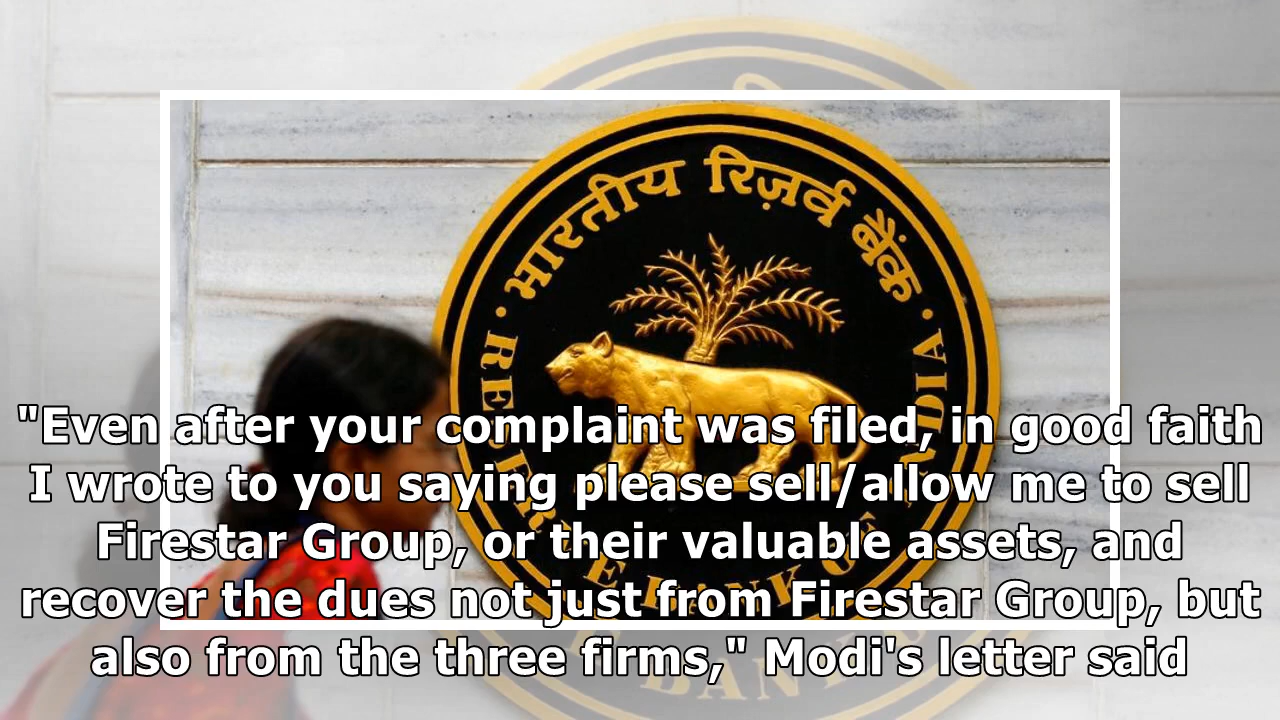 भारतीय रिज़र्व बैंक
"Even after your complaint was filed, in good faith
I wrote to you saying please sell/allow me to sell
Firestar Group, or their valuable assets, and
recover the dues not just from Firestar Group, but
also from the three firms," Modi's letter said